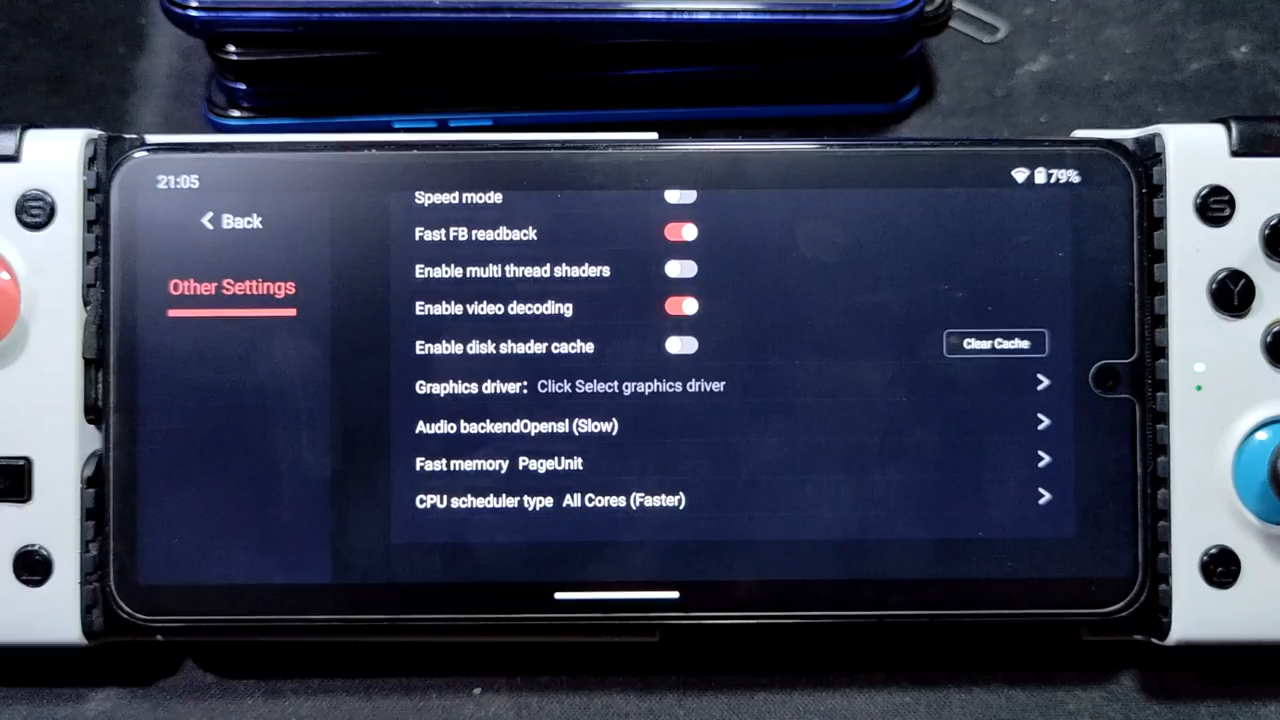 21:05
79%
Back
Other Settings
Speed mode
Fast FB readback
Enable multi thread shaders
Enable video decoding
Enable disk shader cache
Clear Cache
Graphics driver: Click Select graphics driver
Audio backendOpensl (Slow)
Fast memory PageUnit
CPU scheduler type All Cores (Faster)
S
Y